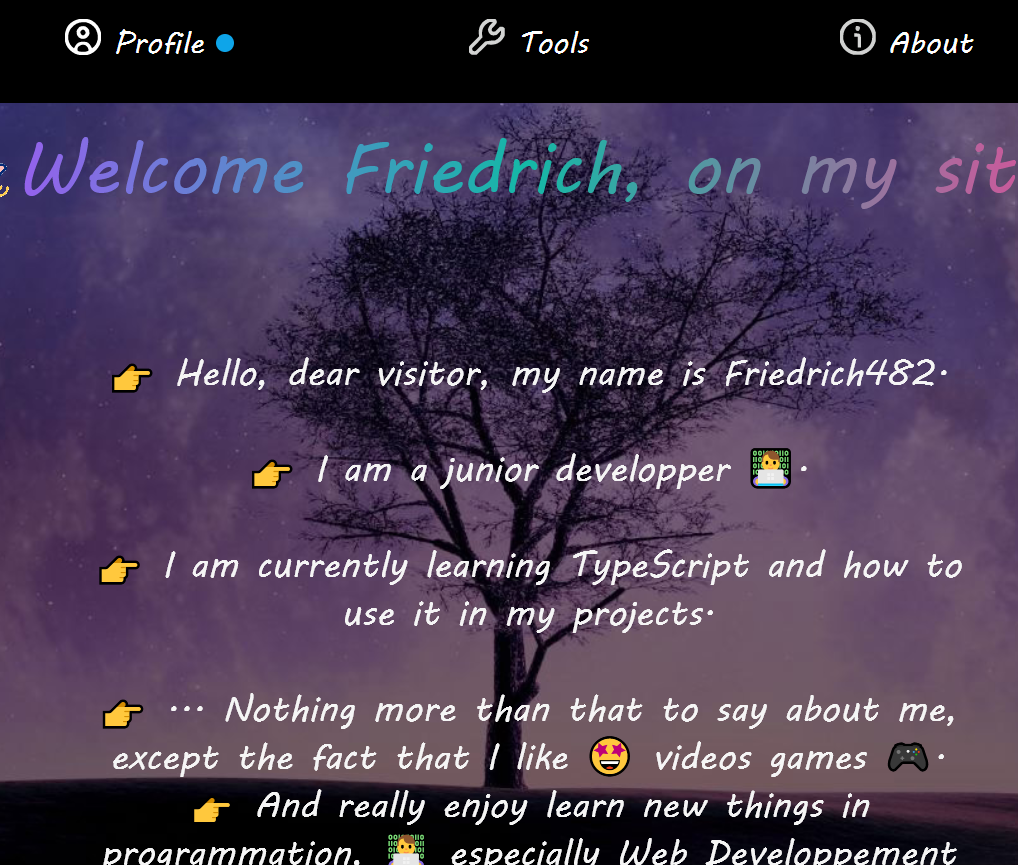 Profile
Tools
About
Welcome Friedrich, on my sit
👉 Hello, dear visitor, my name is Friedrich482.
👉 I am a junior developper 👨‍💻.
👉 I am currently learning TypeScript and how to
use it in my projects.
👉 ... Nothing more than that to say about me,
except the fact that I like 🤩 videos games 🎮.
👉 And really enjoy learn new things in
programmation, 👨‍💻 especially Web Developpement